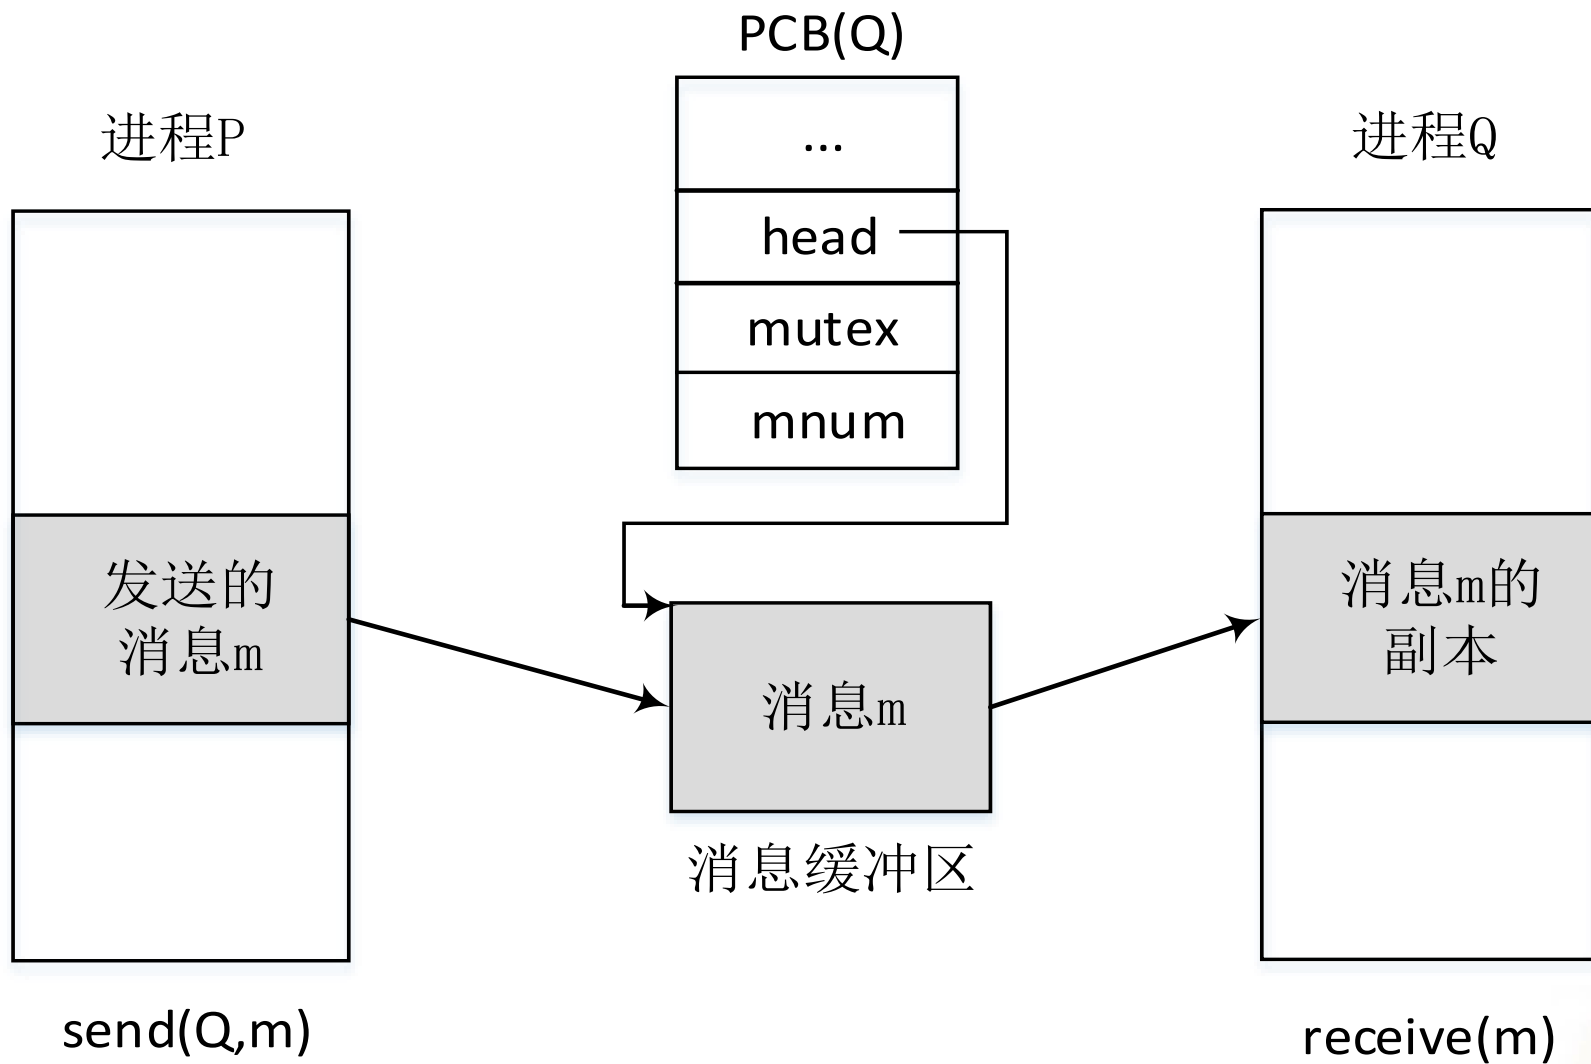 PCB(Q)
进程P
进程Q
...
head
mutex
mnum
发送的
消息m
消息m
消息m的
副本
消息缓冲区
send(Q,m)
receive(m)